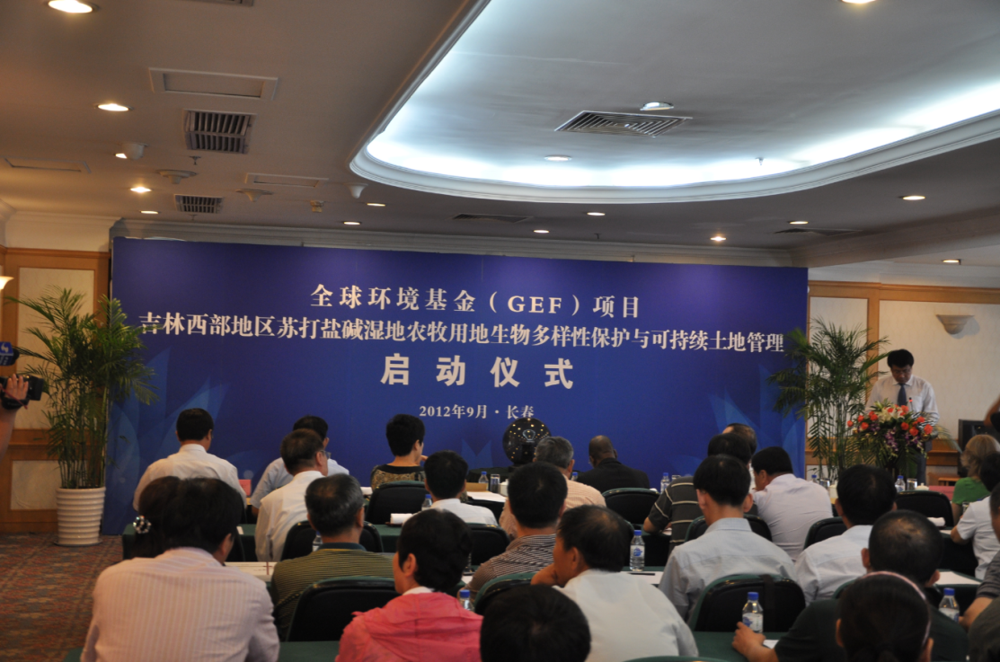 全球环境基金（GEF）项目
吉林西部地区苏打盐碱湿地农牧用地生物多样性保护与可持续土地管理
启动仪式
2012年9月·长春